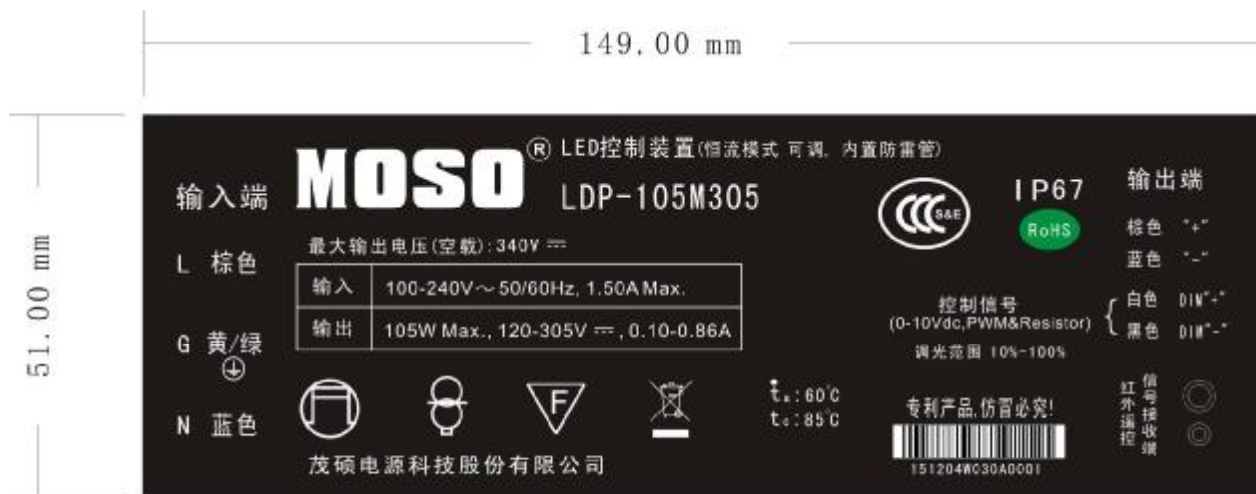 149.00 mm
51.00 mm
输入端
L 棕色
G 黄/绿
N 蓝色
MOSO®
LED控制装置(恒流模式 可调, 内置防雷管)
LDP-105M305
最大输出电压(空载):340V ⎓
输入 100-240V～50/60Hz, 1.50A Max.
输出 105W Max., 120-305V ⎓, 0.10-0.86A
F
ta:60℃
tc:85℃
茂硕电源科技股份有限公司
CCC S&E
IP67
RoHS
控制信号
(0-10Vdc,PWM&Resistor)
调光范围 10%-100%
专利产品,仿冒必究!
151204W030A0001
输出端
棕色 "+"
蓝色 "-"
白色 DIM"+"
黑色 DIM"-"
红外遥控
信号接收端